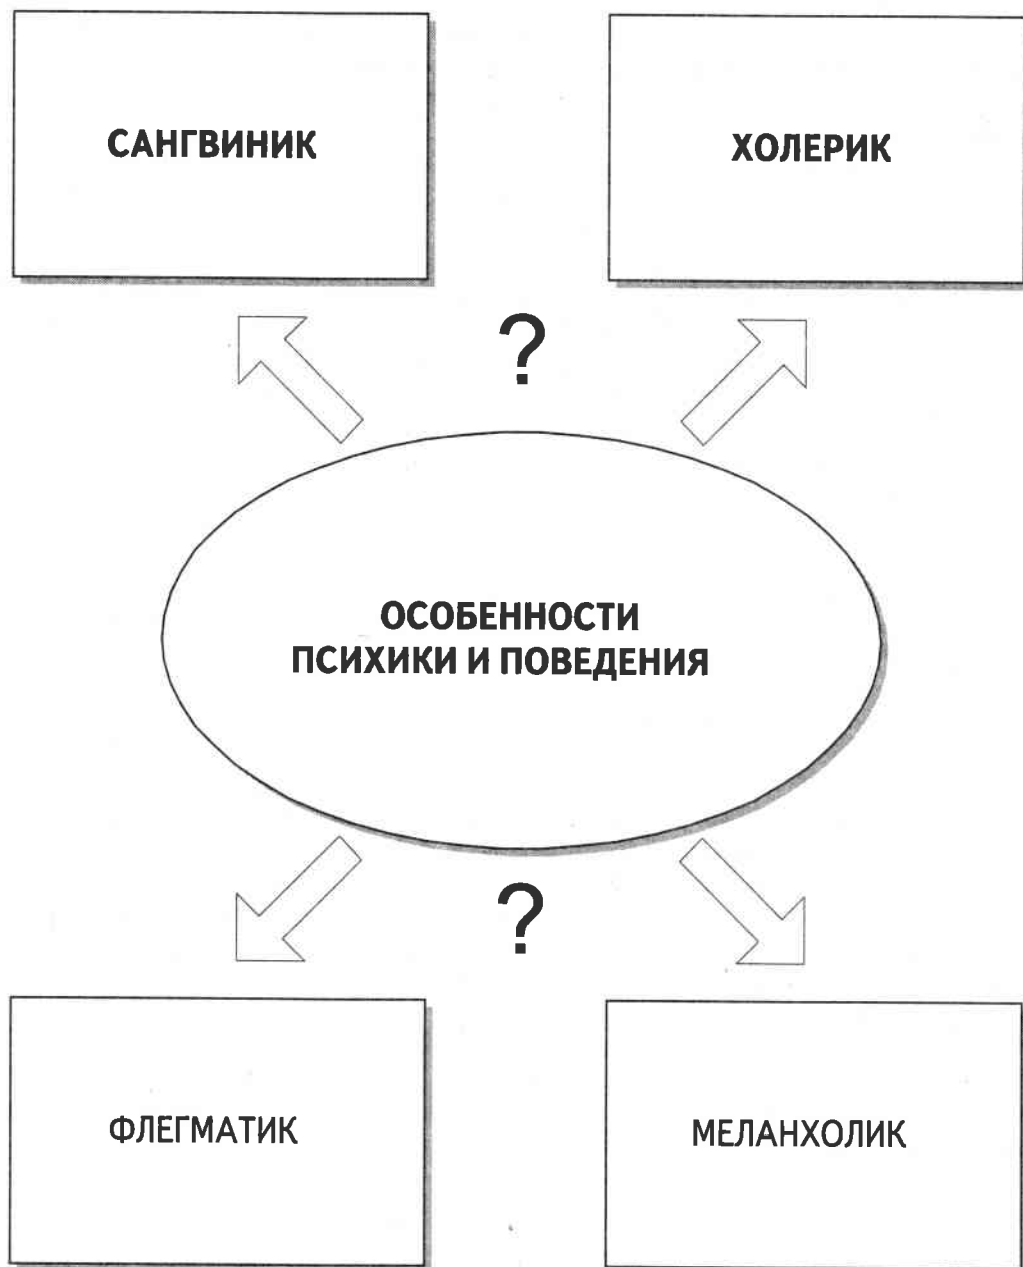 САНГВИНИК
ХОЛЕРИК
?
ОСОБЕННОСТИ
ПСИХИКИ И ПОВЕДЕНИЯ
?
ФЛЕГМАТИК
МЕЛАНХОЛИК